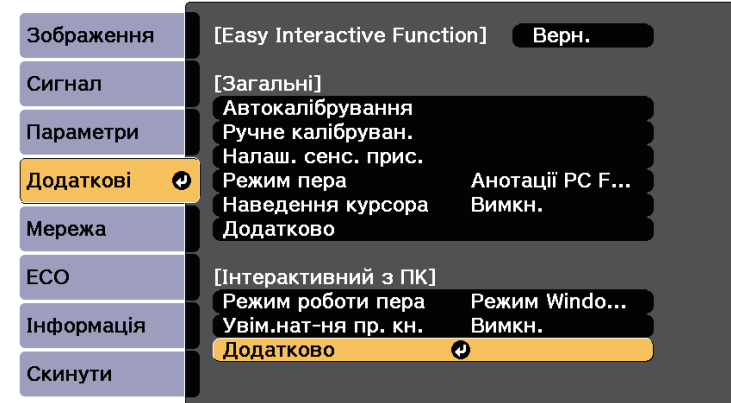 Зображення
Сигнал
Параметри
Додаткові
Мережа
ECO
Інформація
Скинути
[Easy Interactive Function] Верн.
[Загальні]
Автокалібрування
Ручне калібруван.
Налаш. сенс. прис.
Режим пера Анотації PC F...
Наведення курсора Вимкн.
Додатково
[Інтерактивний з ПК]
Режим роботи пера Режим Windo...
Увім.нат-ня пр. кн. Вимкн.
Додатково